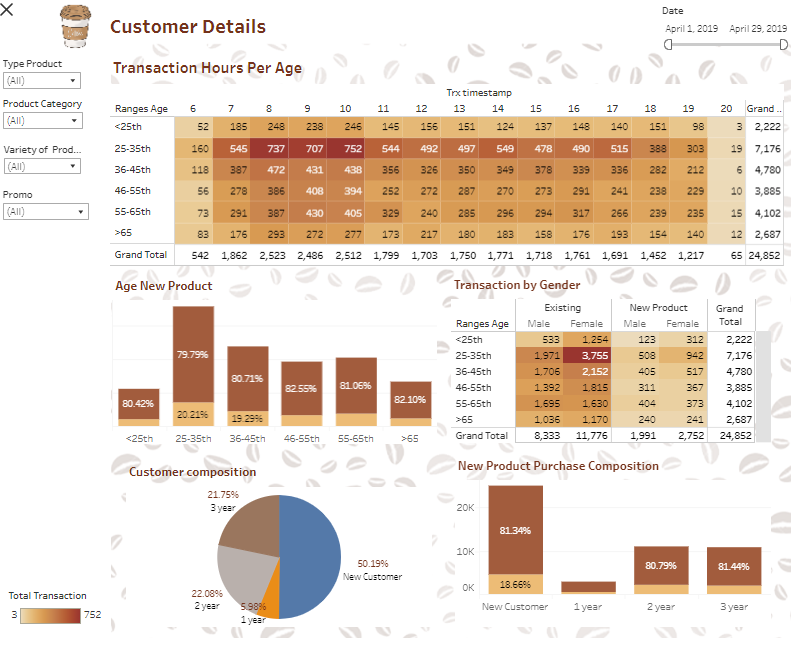 Customer Details
Date
April 1, 2019 April 29, 2019
Type Product
(All)
Product Category
(All)
Variety of Prod...
(All)
Promo
(All)
Transaction Hours Per Age
Trx timestamp
Ranges Age 6 7 8 9 10 11 12 13 14 15 16 17 18 19 20 Grand ..
<25th 52 185 248 238 246 145 156 151 124 137 148 140 151 98 3 2,222
25-35th 160 545 737 707 752 544 492 497 549 478 490 515 388 303 19 7,176
36-45th 118 387 472 431 438 356 326 350 349 378 339 336 282 212 6 4,780
46-55th 56 278 386 408 394 252 272 287 270 273 291 241 238 229 10 3,885
55-65th 73 291 387 430 405 329 240 285 296 294 317 266 239 235 15 4,102
>65 83 176 293 272 277 173 217 180 183 158 176 193 154 140 12 2,687
Grand Total 542 1,862 2,523 2,486 2,512 1,799 1,703 1,750 1,771 1,718 1,761 1,691 1,452 1,217 65 24,852
Age New Product
80.42%
79.79%
20.21%
80.71%
19.29%
82.55%
81.06%
82.10%
<25th 25-35th 36-45th 46-55th 55-65th >65
Transaction by Gender
Existing New Product Grand
Total
Ranges Age Male Female Male Female
<25th 533 1,254 123 312 2,222
25-35th 1,971 3,755 508 942 7,176
36-45th 1,706 2,152 405 517 4,780
46-55th 1,392 1,815 311 367 3,885
55-65th 1,695 1,630 404 373 4,102
>65 1,036 1,170 240 241 2,687
Grand Total 8,333 11,776 1,991 2,752 24,852
Customer composition
21.75%
3 year
50.19%
New Customer
22.08%
2 year
5.98%
1 year
New Product Purchase Composition
20K
10K
0K
81.34%
18.66%
80.79%
81.44%
New Customer 1 year 2 year 3 year
Total Transaction
3 752